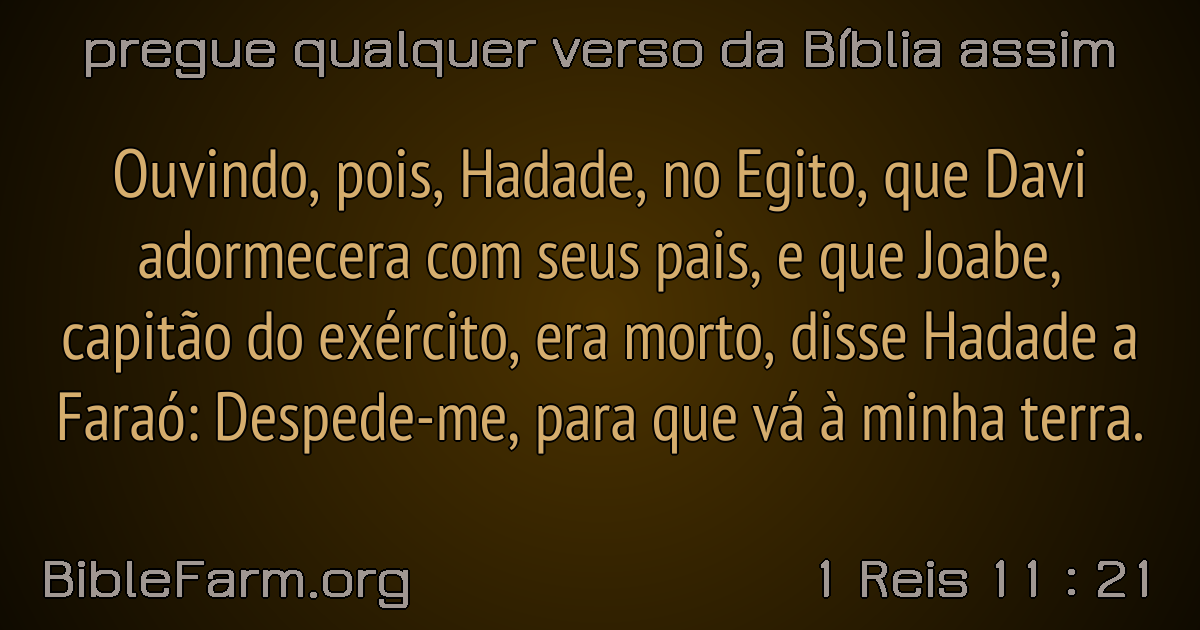 pregue qualquer verso da Bíblia assim
Ouvindo, pois, Hadade, no Egito, que Davi
adormecera com seus pais, e que Joabe,
capitão do exército, era morto, disse Hadade a
Faraó: Despede-me, para que vá à minha terra.
BibleFarm.org
1 Reis 11 : 21